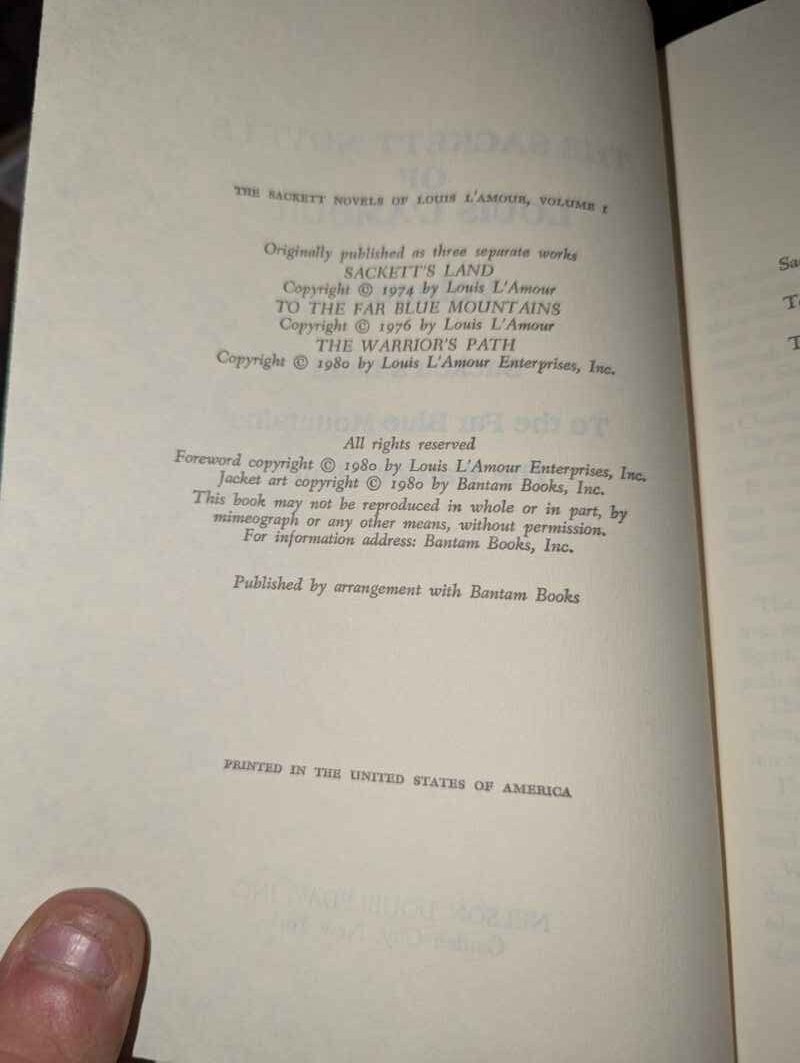 THE SACKETT NOVELS OF LOUIS L'AMOUR, VOLUME I
Originally published as three separate works
SACKETT'S LAND
Copyright © 1974 by Louis L'Amour
TO THE FAR BLUE MOUNTAINS
Copyright © 1976 by Louis L'Amour
THE WARRIOR'S PATH
Copyright © 1980 by Louis L'Amour Enterprises, Inc.
All rights reserved
Foreword copyright © 1980 by Louis L'Amour Enterprises, Inc.
Jacket art copyright © 1980 by Bantam Books, Inc.
This book may not be reproduced in whole or in part, by
mimeograph or any other means, without permission.
For information address: Bantam Books, Inc.
Published by arrangement with Bantam Books
PRINTED IN THE UNITED STATES OF AMERICA